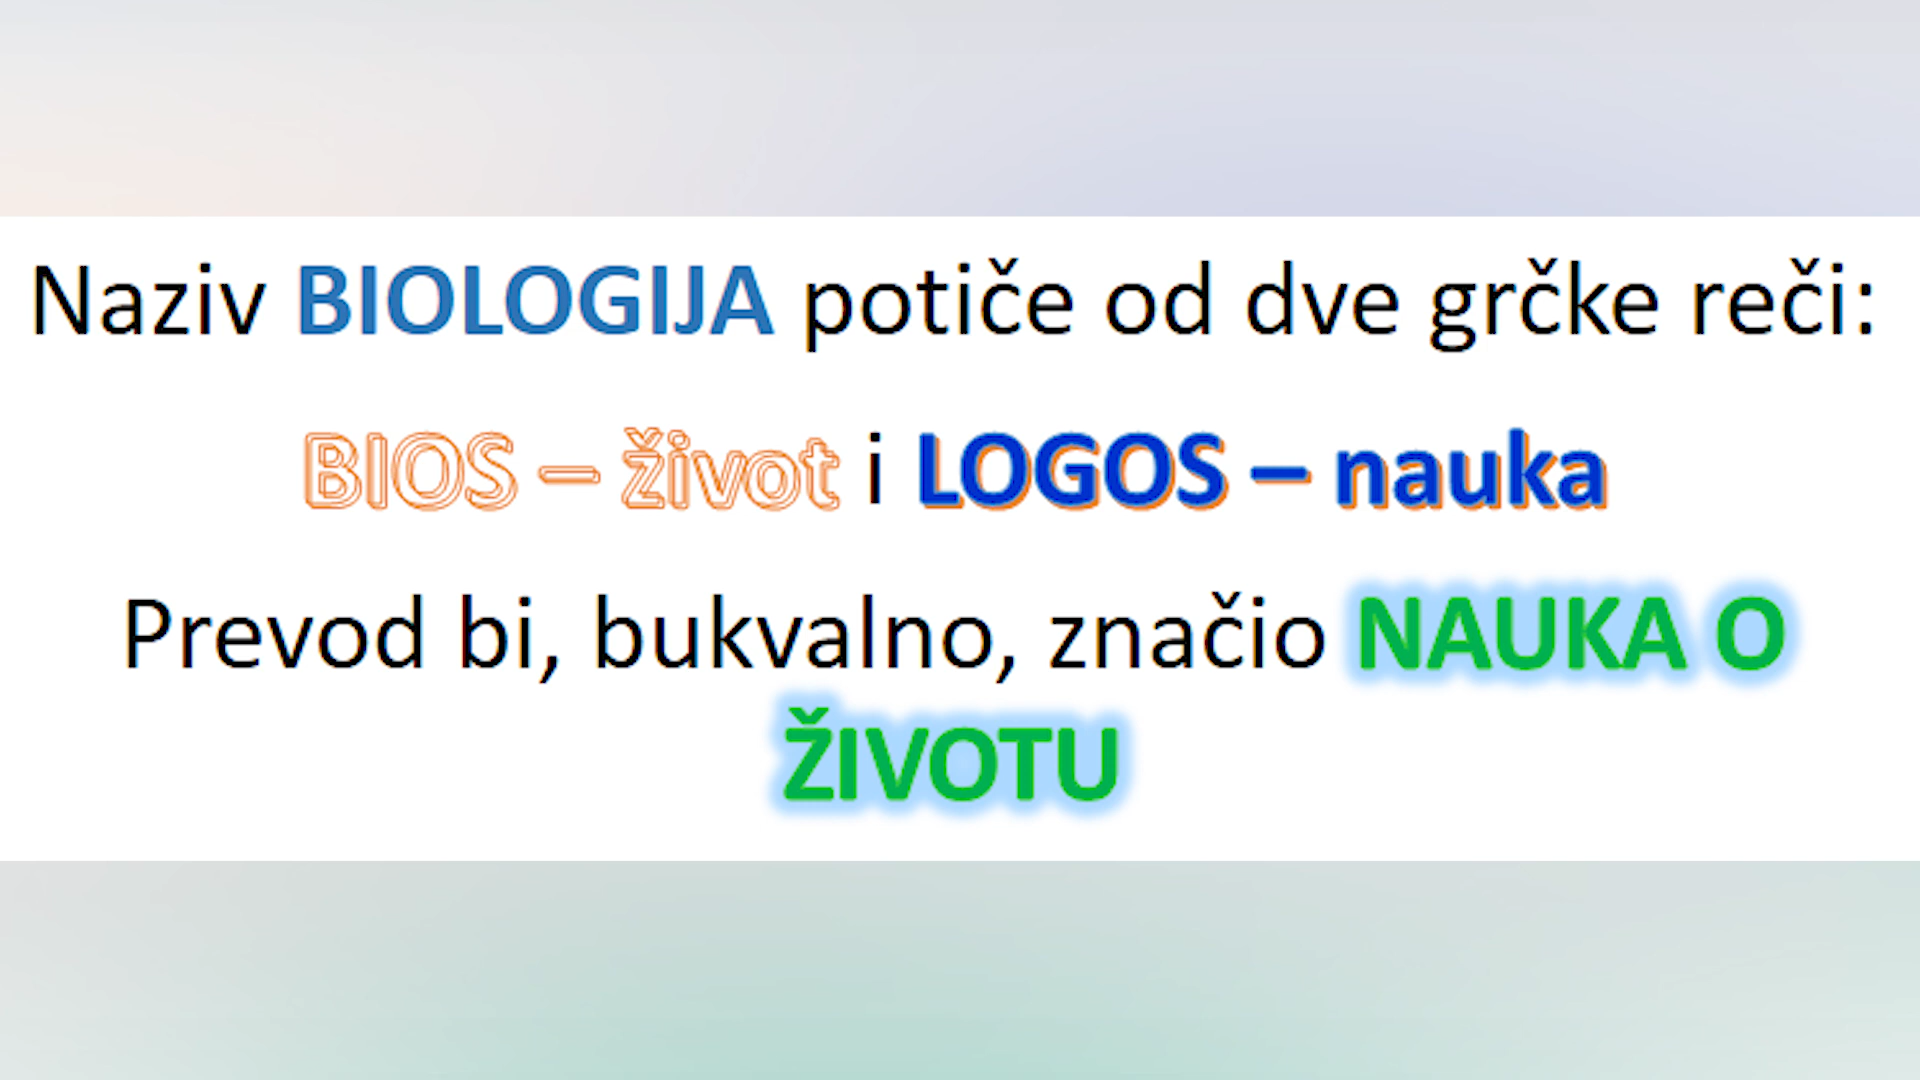 Naziv BIOLOGIJA potiče od dve grčke reči:
BIOS – život i LOGOS – nauka
Prevod bi, bukvalno, značio NAUKA O
ŽIVOTU